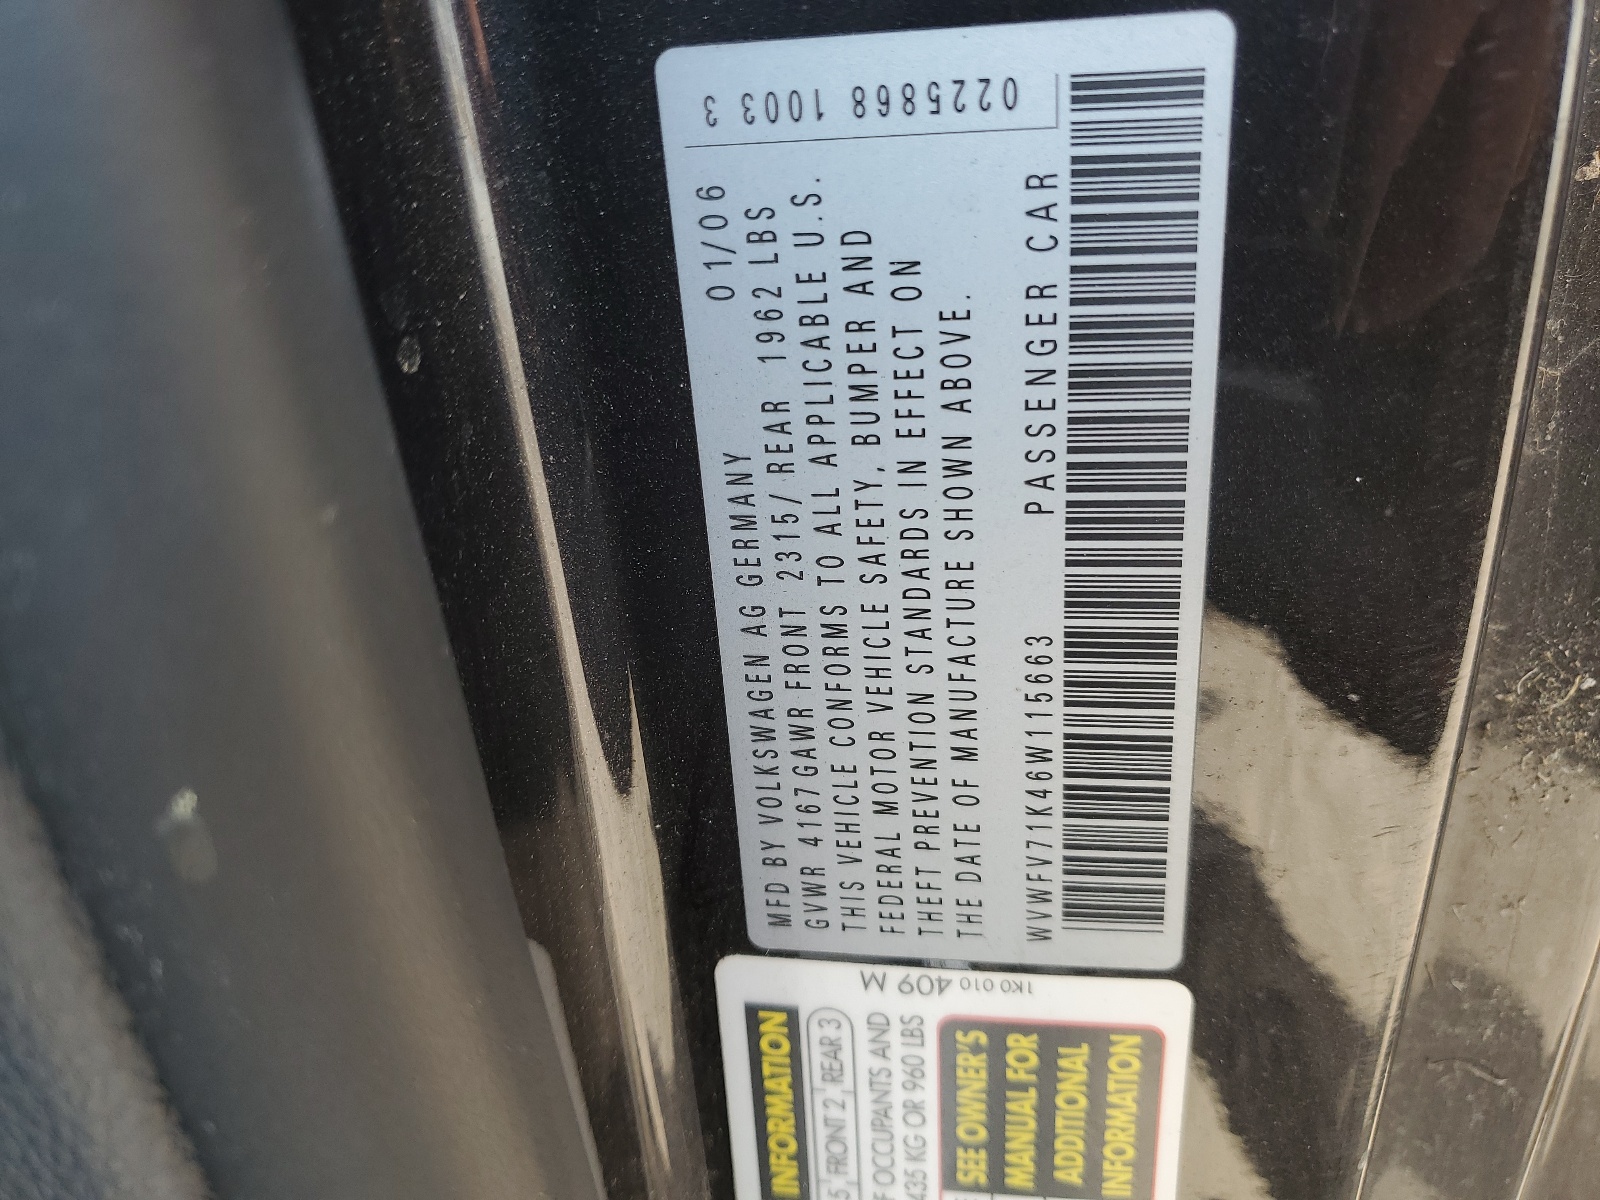 MFD BY VOLKSWAGEN AG GERMANY 01/06
GVWR 4167 GAWR FRONT 2315/ REAR 1962 LBS
THIS VEHICLE CONFORMS TO ALL APPLICABLE U.S.
FEDERAL MOTOR VEHICLE SAFETY, BUMPER AND
THEFT PREVENTION STANDARDS IN EFFECT ON
THE DATE OF MANUFACTURE SHOWN ABOVE.
WVWFV71K46W115663 PASSENGER CAR
0225868 1003 3
1K0 010 409 M
INFORMATION
5 FRONT 2 REAR 3
OCCUPANTS AND
435 KG OR 960 LBS
SEE OWNER'S
MANUAL FOR
ADDITIONAL
INFORMATION